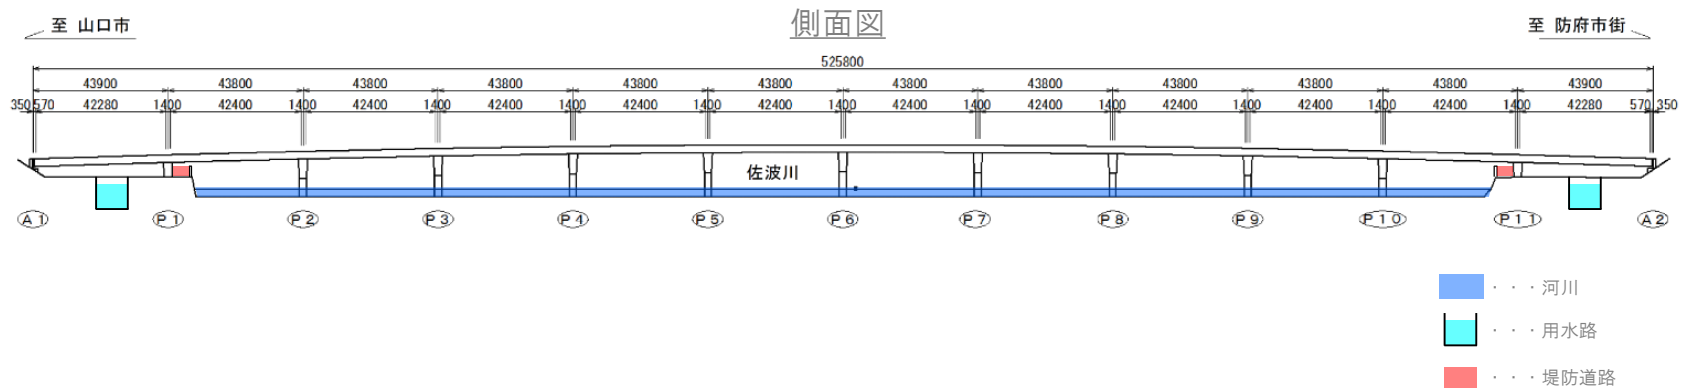 側面図
至 山口市
至 防府市街
525800
43900 43800 43800 43800 43800 43800 43800 43800 43800 43800 43800 43900
350 570 42280 1400 42400 1400 42400 1400 42400 1400 42400 1400 42400 1400 42400 1400 42400 1400 42400 1400 42400 1400 42400 1400 42280 570 350
佐波川
A1 P1 P2 P3 P4 P5 P6 P7 P8 P9 P10 P11 A2
・・・河川
・・・用水路
・・・堤防道路